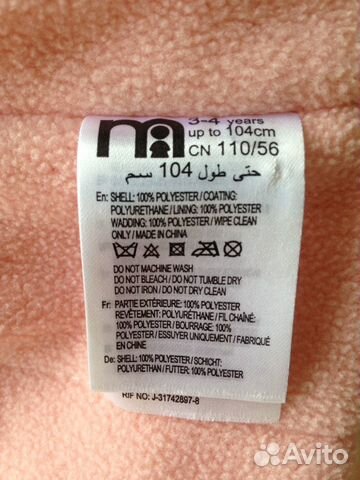 3-4 years
up to 104cm
CN 110/56
حتى طول 104 سم
En: SHELL: 100% POLYESTER / COATING:
POLYURETHANE / LINING: 100% POLYESTER
WADDING: 100% POLYESTER / WIPE CLEAN
ONLY / MADE IN CHINA
DO NOT MACHINE WASH
DO NOT BLEACH / DO NOT TUMBLE DRY
DO NOT IRON / DO NOT DRY CLEAN
Fr: PARTIE EXTÉRIEURE: 100% POLYESTER
REVÊTEMENT: POLYURÉTHANE / FIL CHAÎNE:
100% POLYESTER / BOURRAGE: 100%
POLYESTER / ESSUYER UNIQUEMENT / FABRIQUÉ
EN CHINE
De: SHELL: 100% POLYESTER / SCHICHT:
POLYURETHAN / FUTTER: 100% POLYESTER
RIF NO: J-31742897-8
Avito